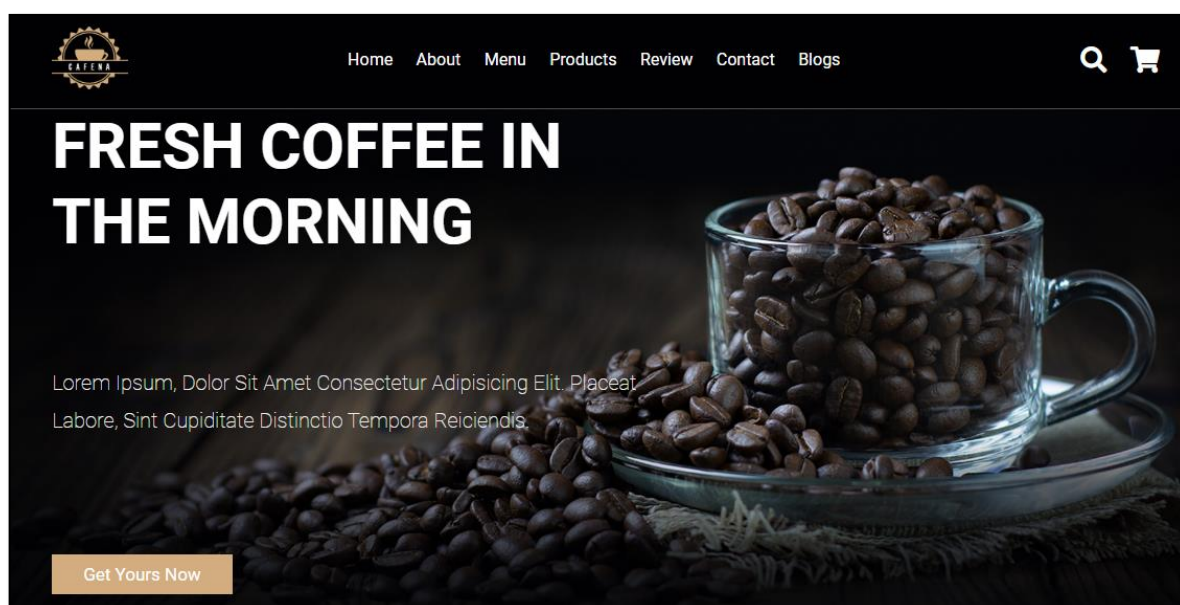 CAFENA
Home About Menu Products Review Contact Blogs
FRESH COFFEE IN
THE MORNING
Lorem Ipsum, Dolor Sit Amet Consectetur Adipisicing Elit. Placeat
Labore, Sint Cupiditate Distinctio Tempora Reiciendis.
Get Yours Now